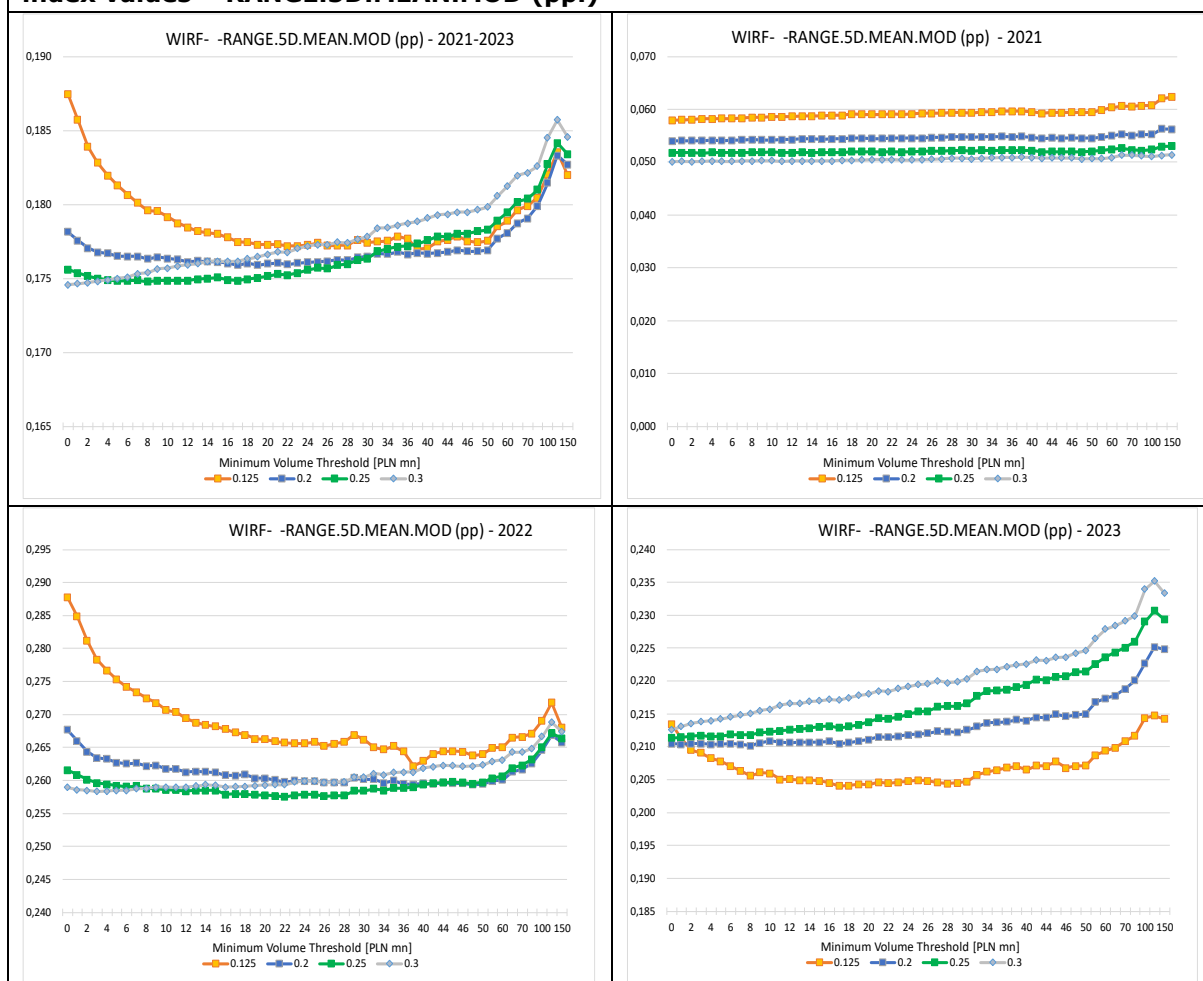 WIRF- -RANGE.5D.MEAN.MOD (pp) - 2021-2023
0,190
0,185
0,180
0,175
0,170
0,165
0 2 4 6 8 10 12 14 16 18 20 22 24 26 28 30 34 36 40 44 46 50 60 70 100 150
Minimum Volume Threshold [PLN mn]
0.125 0.2 0.25 0.3
WIRF- -RANGE.5D.MEAN.MOD (pp) - 2021
0,070
0,060
0,050
0,040
0,030
0,020
0,010
0,000
0 2 4 6 8 10 12 14 16 18 20 22 24 26 28 30 34 36 40 44 46 50 60 70 100 150
Minimum Volume Threshold [PLN mn]
0.125 0.2 0.25 0.3
WIRF- -RANGE.5D.MEAN.MOD (pp) - 2022
0,295
0,290
0,285
0,280
0,275
0,270
0,265
0,260
0,255
0,250
0,245
0,240
0 2 4 6 8 10 12 14 16 18 20 22 24 26 28 30 34 36 40 44 46 50 60 70 100 150
Minimum Volume Threshold [PLN mn]
0.125 0.2 0.25 0.3
WIRF- -RANGE.5D.MEAN.MOD (pp) - 2023
0,240
0,235
0,230
0,225
0,220
0,215
0,210
0,205
0,200
0,195
0,190
0,185
0 2 4 6 8 10 12 14 16 18 20 22 24 26 28 30 34 36 40 44 46 50 60 70 100 150
Minimum Volume Threshold [PLN mn]
0.125 0.2 0.25 0.3